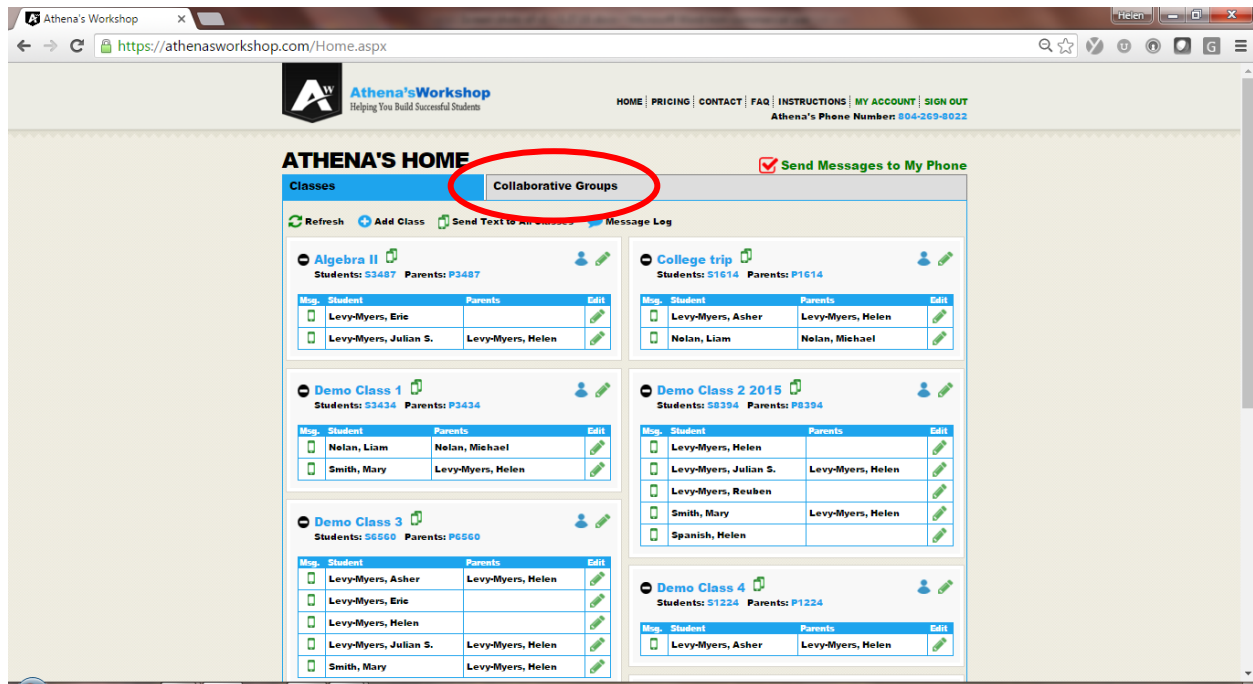 Athena's Workshop
Helen
https://athenasworkshop.com/Home.aspx
AW
Athena'sWorkshop
Helping You Build Successful Students
HOME PRICING CONTACT FAQ INSTRUCTIONS MY ACCOUNT SIGN OUT
Athena's Phone Number: 804-269-8022
ATHENA'S HOME
Send Messages to My Phone
Classes
Collaborative Groups
Refresh Add Class Send Text to All Classes Message Log
Algebra II
Students: S3487 Parents: P3487
Msg. Student Parents Edit
Levy-Myers, Eric
Levy-Myers, Julian S. Levy-Myers, Helen
College trip
Students: S1614 Parents: P1614
Msg. Student Parents Edit
Levy-Myers, Asher Levy-Myers, Helen
Nolan, Liam Nolan, Michael
Demo Class 1
Students: S3434 Parents: P3434
Msg. Student Parents Edit
Nolan, Liam Nolan, Michael
Smith, Mary Levy-Myers, Helen
Demo Class 2 2015
Students: S8394 Parents: P8394
Msg. Student Parents Edit
Levy-Myers, Helen
Levy-Myers, Julian S. Levy-Myers, Helen
Levy-Myers, Reuben
Smith, Mary Levy-Myers, Helen
Spanish, Helen
Demo Class 3
Students: S6560 Parents: P6560
Msg. Student Parents Edit
Levy-Myers, Asher Levy-Myers, Helen
Levy-Myers, Eric
Levy-Myers, Helen
Levy-Myers, Julian S. Levy-Myers, Helen
Smith, Mary Levy-Myers, Helen
Demo Class 4
Students: S1224 Parents: P1224
Msg. Student Parents Edit
Levy-Myers, Asher Levy-Myers, Helen